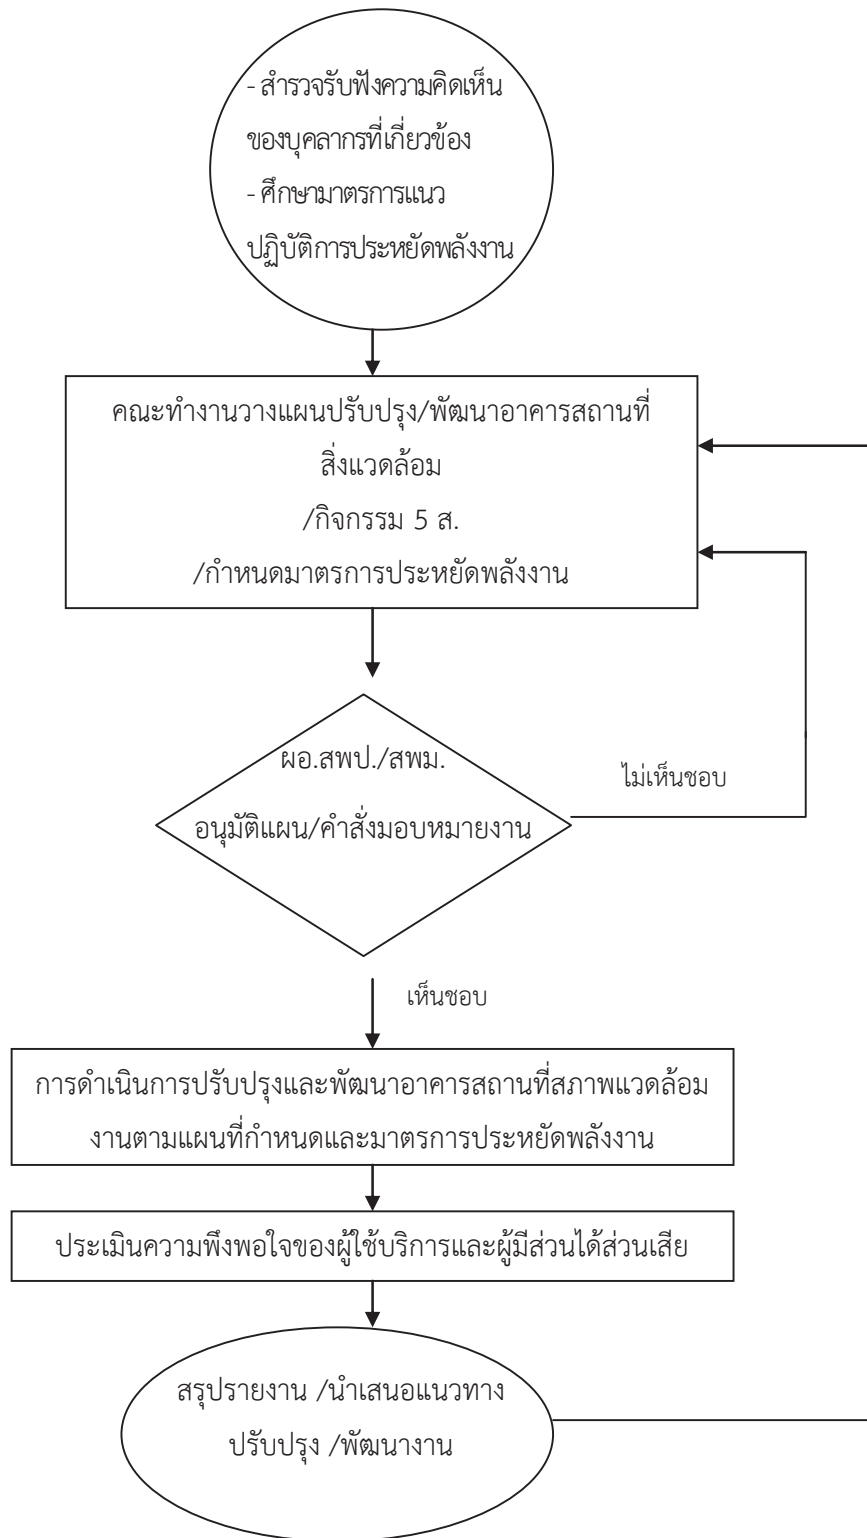 - สำรวจรับฟังความคิดเห็น
ของบุคลากรที่เกี่ยวข้อง
- ศึกษามาตรการแนว
ปฏิบัติการประหยัดพลังงาน
คณะทำงานวางแผนปรับปรุง/พัฒนาอาคารสถานที่
สิ่งแวดล้อม
/กิจกรรม 5 ส.
/กำหนดมาตรการประหยัดพลังงาน
ผอ.สพป./สพม.
อนุมัติแผน/คำสั่งมอบหมายงาน
ไม่เห็นชอบ
เห็นชอบ
การดำเนินการปรับปรุงและพัฒนาอาคารสถานที่สภาพแวดล้อม
งานตามแผนที่กำหนดและมาตรการประหยัดพลังงาน
ประเมินความพึงพอใจของผู้ใช้บริการและผู้มีส่วนได้ส่วนเสีย
สรุปรายงาน /นำเสนอแนวทาง
ปรับปรุง /พัฒนางาน